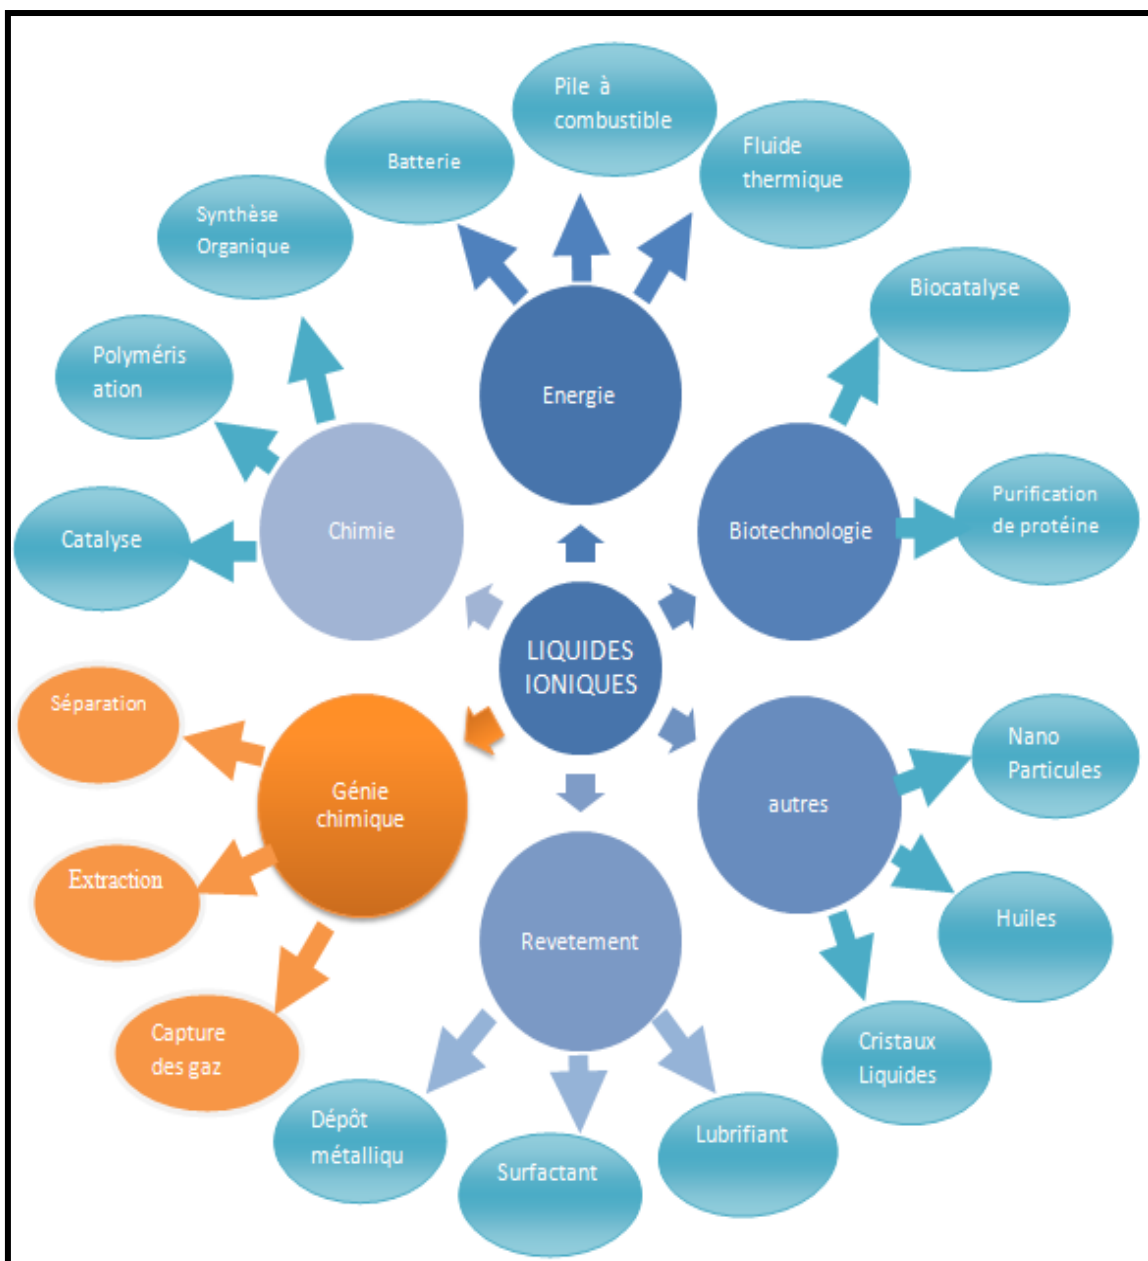 Pile à
combustible
Fluide
thermique
Batterie
Synthèse
Organique
Biocatalyse
Polyméris
ation
Energie
Purification
de protéine
Catalyse
Chimie
Biotechnologie
LIQUIDES
IONIQUES
Séparation
Nano
Particules
Génie
chimique
autres
Extraction
Huiles
Revetement
Capture
des gaz
Cristaux
Liquides
Dépôt
métalliqu
Lubrifiant
Surfactant